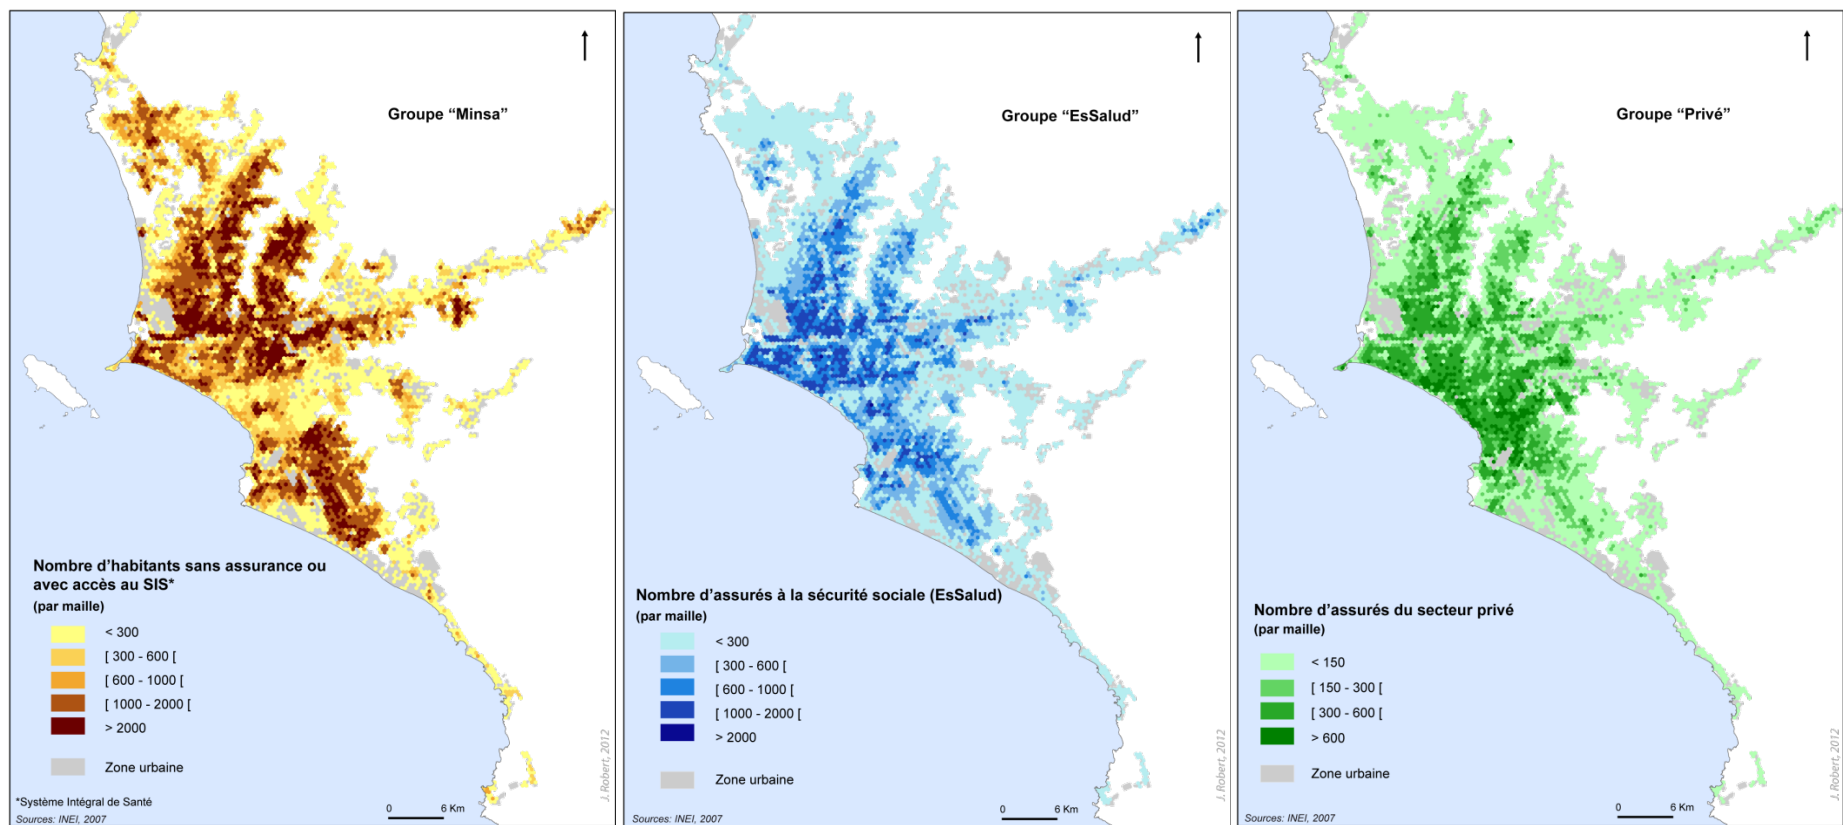 Groupe “Minsa”
Nombre d’habitants sans assurance ou
avec accès au SIS*
(par maille)
< 300
[ 300 - 600 [
[ 600 - 1000 [
[ 1000 - 2000 [
> 2000
Zone urbaine
*Système Intégral de Santé
Sources: INEI, 2007
0 6 Km
J. Robert, 2012
Groupe “EsSalud”
Nombre d’assurés à la sécurité sociale (EsSalud)
(par maille)
< 300
[ 300 - 600 [
[ 600 - 1000 [
[ 1000 - 2000 [
> 2000
Zone urbaine
Sources: INEI, 2007
0 6 Km
J. Robert, 2012
Groupe “Privé”
Nombre d’assurés du secteur privé
(par maille)
< 150
[ 150 - 300 [
[ 300 - 600 [
> 600
Zone urbaine
Sources: INEI, 2007
0 6 Km
J. Robert, 2012